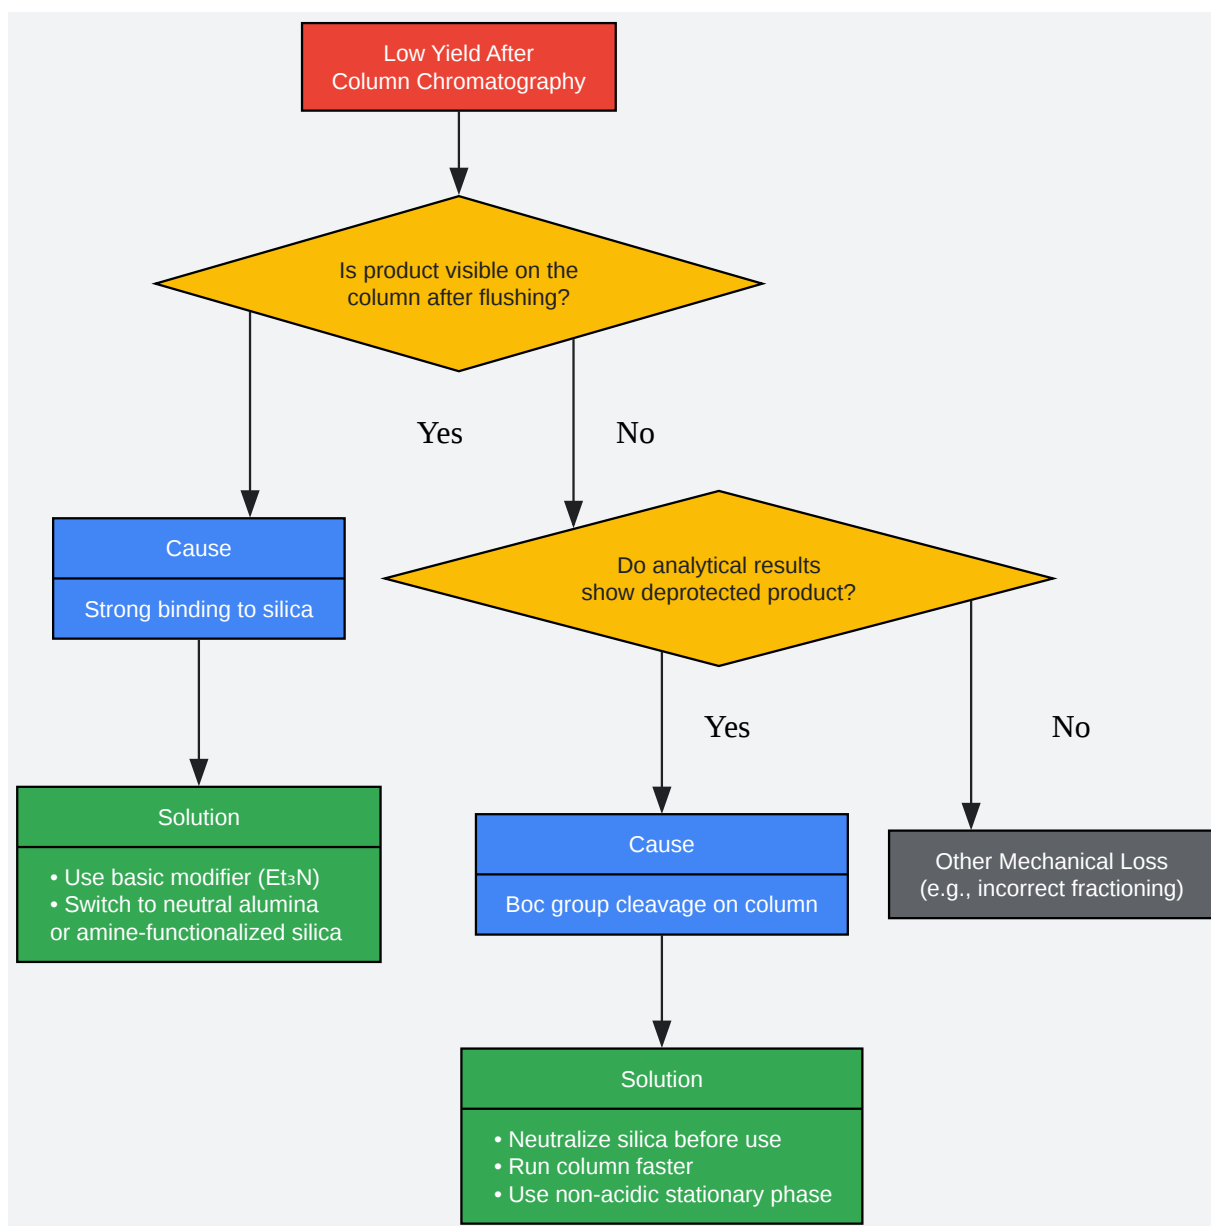 Low Yield After
Column Chromatography
Is product visible on the
column after flushing?
Yes
No
Cause
Strong binding to silica
Do analytical results
show deprotected product?
Yes
No
Solution
• Use basic modifier (Et₃N)
• Switch to neutral alumina
or amine-functionalized silica
Cause
Boc group cleavage on column
Other Mechanical Loss
(e.g., incorrect fractioning)
Solution
• Neutralize silica before use
• Run column faster
• Use non-acidic stationary phase